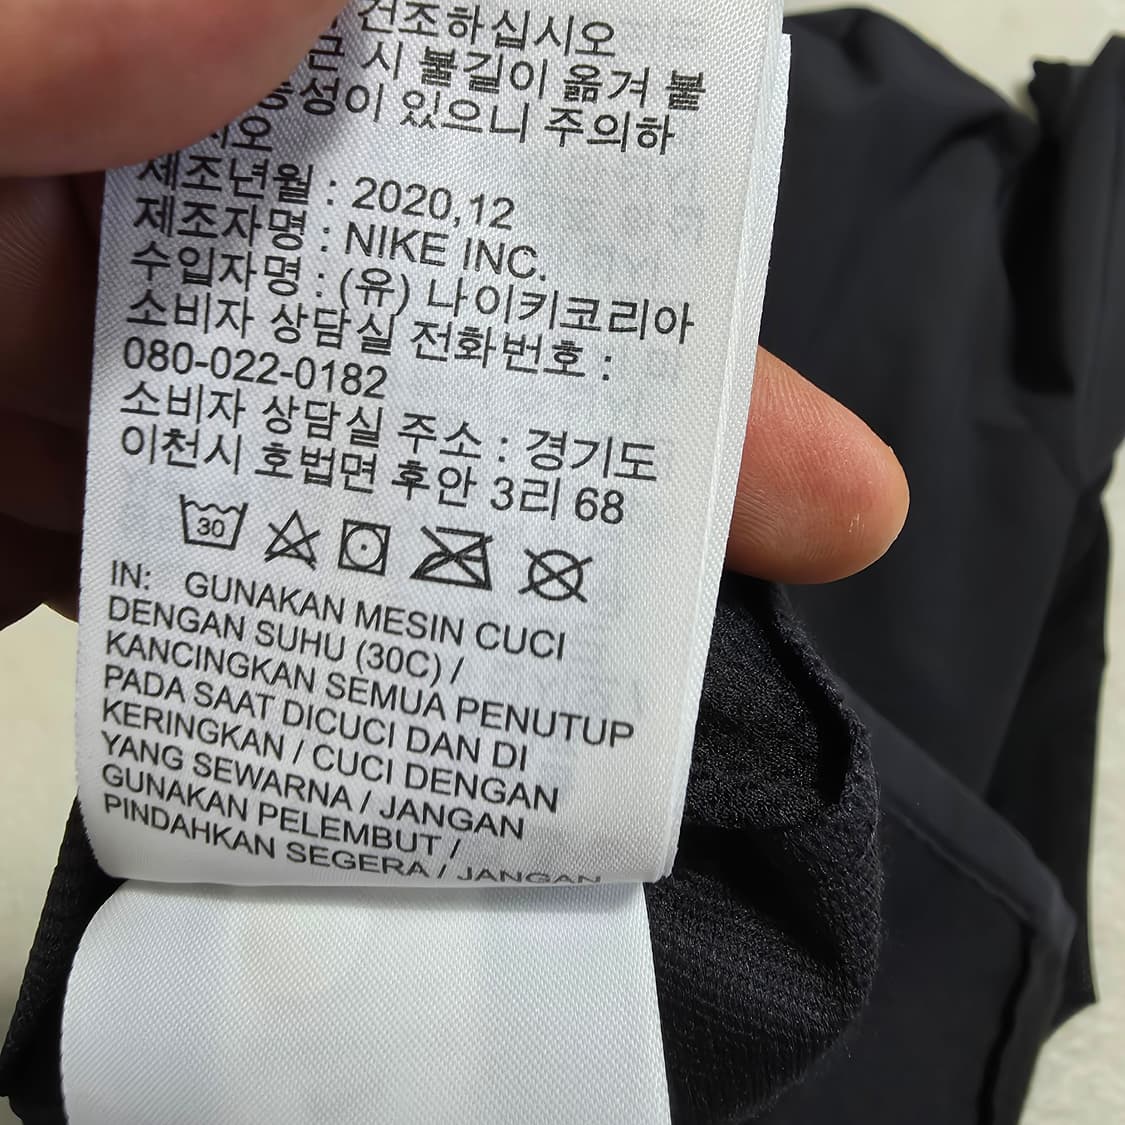 건조하십시오
근 시 불길이 옮겨 붙
능성이 있으니 주의하
시오
제조년월 : 2020,12
제조자명 : NIKE INC.
수입자명 : (유) 나이키코리아
소비자 상담실 전화번호 :
080-022-0182
소비자 상담실 주소 : 경기도
이천시 호법면 후안 3리 68
30
IN: GUNAKAN MESIN CUCI
DENGAN SUHU (30C) /
KANCINGKAN SEMUA PENUTUP
PADA SAAT DICUCI DAN DI
KERINGKAN / CUCI DENGAN
YANG SEWARNA / JANGAN
GUNAKAN PELEMBUT /
PINDAHKAN SEGERA / JANGAN